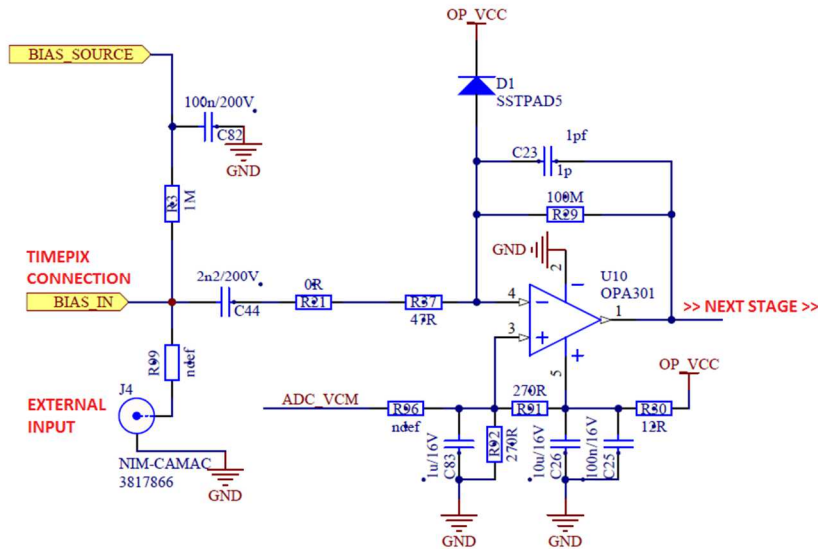 OP_VCC
BIAS_SOURCE
D1
SSTPAD5
100n/200V
C82
GND
1pf
C23
1p
R3
1M
100M
R29
TIMEPIX
CONNECTION
GND
2
U10
OPA301
2n2/200V
0R
BIAS_IN
C44
R21
R37
47R
4
1
>> NEXT STAGE >>
3
R99
ndef
5
OP_VCC
J4
270R
EXTERNAL
INPUT
ADC_VCM
R96
ndef
R91
R30
12R
1u/16V
C83
R92
270R
10u/16V
C26
100n/16V
C25
NIM-CAMAC
3817866
GND
GND
GND